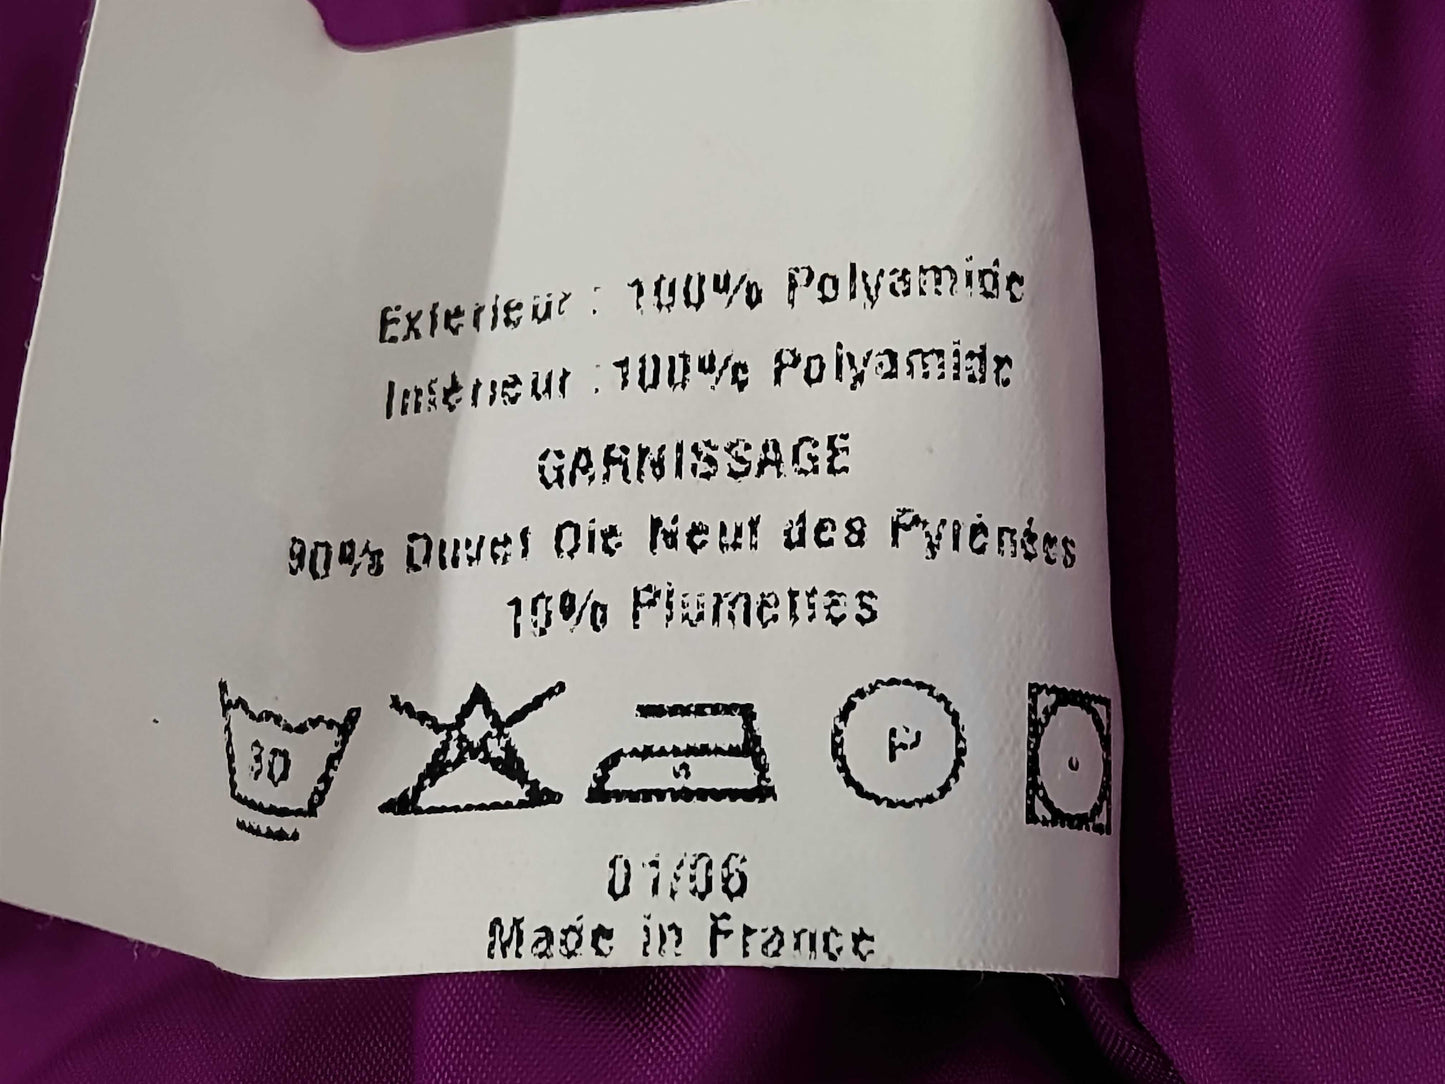 Exterieur : 100% Polyamide
Intérieur : 100% Polyamide
GARNISSAGE
90% Duvet Oie Neuf des Pyrénées
10% Plumettes
30
P
01/06
Made in France